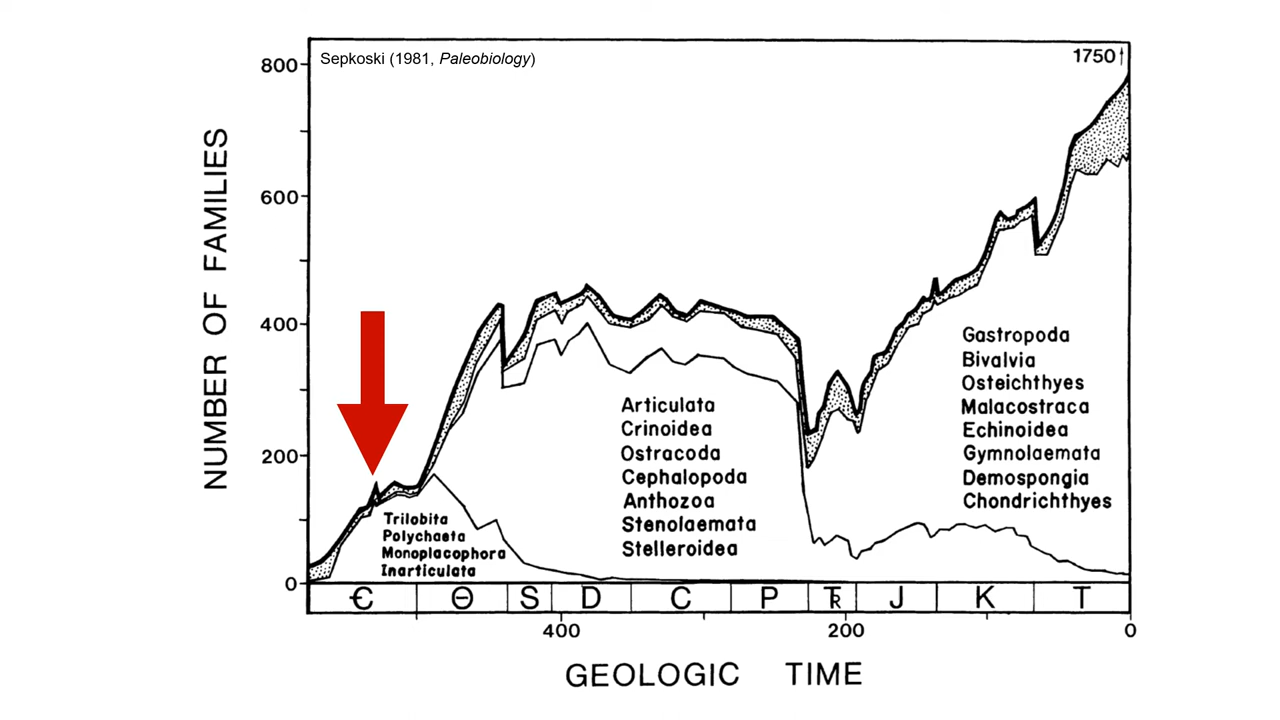 Sepkoski (1981, Paleobiology)
1750↑
800
600
400
200
0
NUMBER OF FAMILIES
Trilobita
Polychaeta
Monoplacophora
Inarticulata
Articulata
Crinoidea
Ostracoda
Cephalopoda
Anthozoa
Stenolaemata
Stelleroidea
Gastropoda
Bivalvia
Osteichthyes
Malacostraca
Echinoidea
Gymnolaemata
Demospongia
Chondrichthyes
Є Ɵ S D C P TR J K T
400 200 0
GEOLOGIC TIME